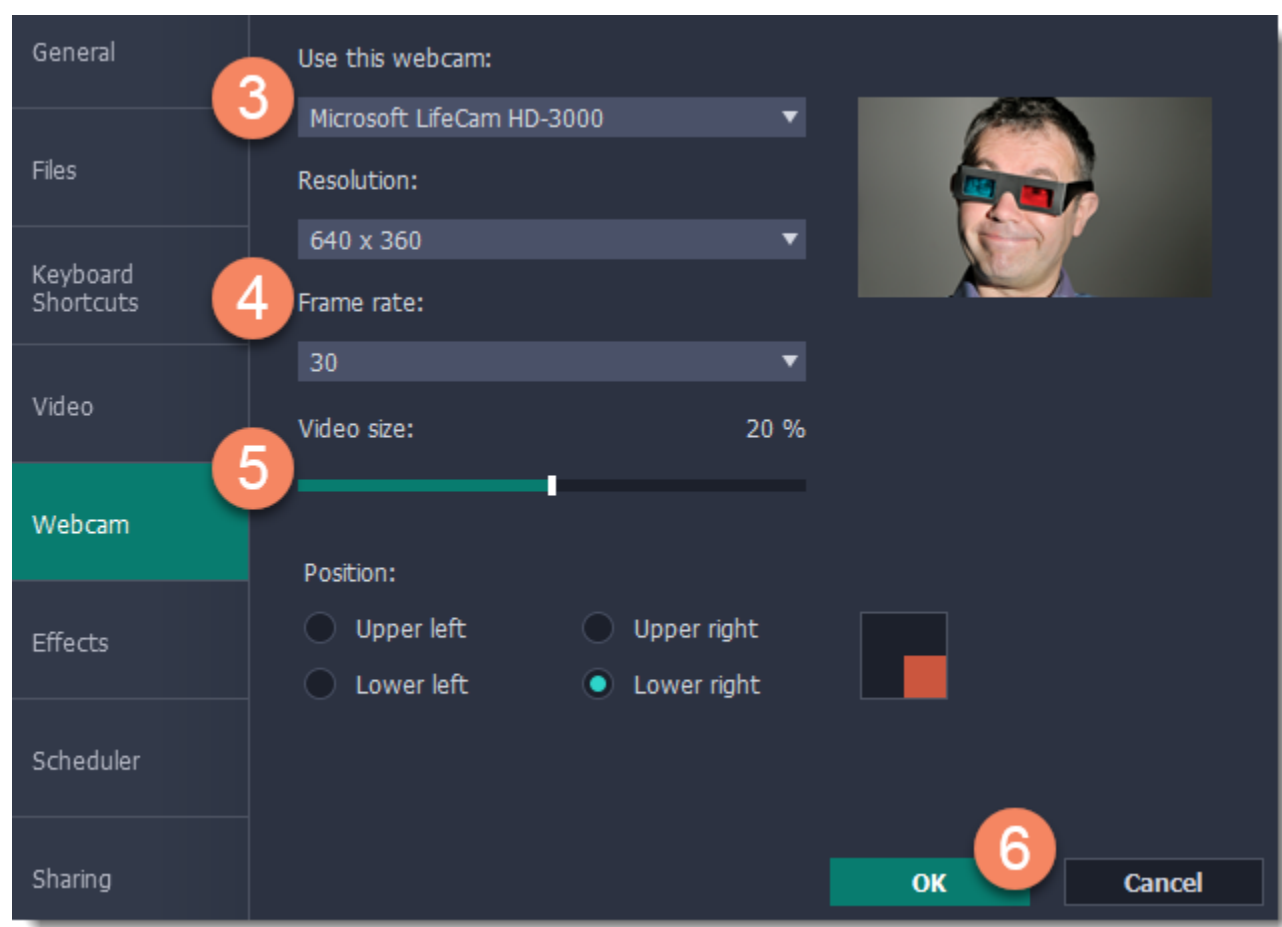 General
Files
Keyboard
Shortcuts
Video
Webcam
Effects
Scheduler
Sharing
3
Use this webcam:
Microsoft LifeCam HD-3000
Resolution:
640 x 360
4
Frame rate:
30
Video size: 20 %
5
Position:
Upper left Upper right
Lower left Lower right
6
OK Cancel